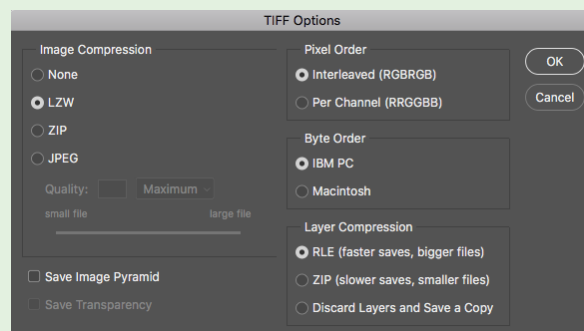 TIFF Options
Image Compression
None
LZW
ZIP
JPEG
Quality:
Maximum
small file
large file
Save Image Pyramid
Save Transparency
Pixel Order
Interleaved (RGBRGB)
Per Channel (RRGGBB)
Byte Order
IBM PC
Macintosh
Layer Compression
RLE (faster saves, bigger files)
ZIP (slower saves, smaller files)
Discard Layers and Save a Copy
OK
Cancel